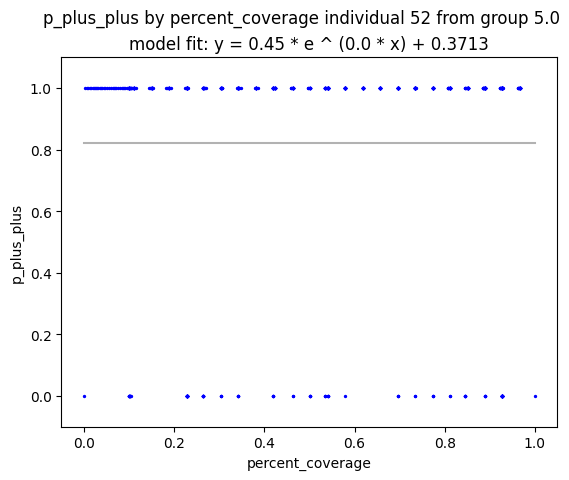 p_plus_plus by percent_coverage individual 52 from group 5.0
model fit: y = 0.45 * e ^ (0.0 * x) + 0.3713
1.0
0.8
0.6
0.4
0.2
0.0
p_plus_plus
0.0 0.2 0.4 0.6 0.8 1.0
percent_coverage